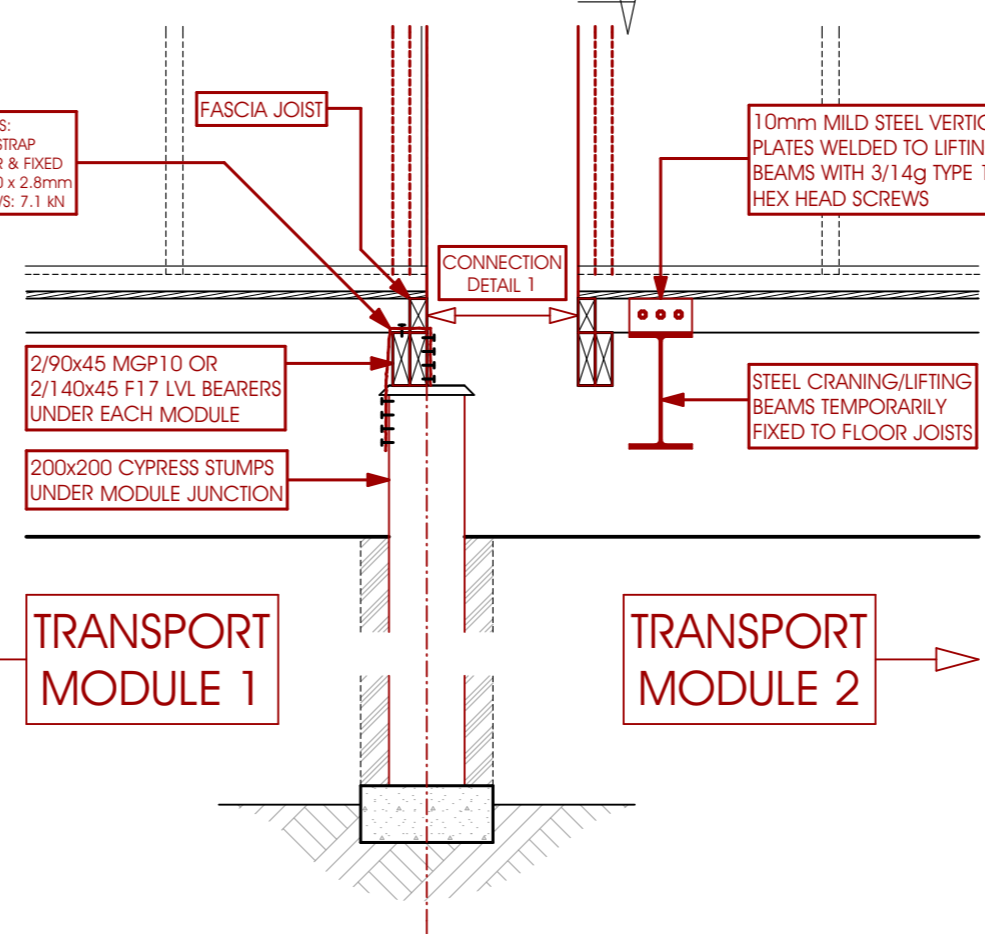 FASCIA JOIST
S:
STRAP
R & FIXED
0 x 2.8mm
/S: 7.1 kN
10mm MILD STEEL
PLATES WELDED TO
BEAMS WITH 3/14g TYPE
HEX HEAD SCREWS
CONNECTION
DETAIL 1
2/90x45 MGP10 OR
2/140x45 F17 LVL BEARERS
UNDER EACH MODULE
STEEL CRANING/LIFTING
BEAMS TEMPORARILY
FIXED TO FLOOR JOISTS
200x200 CYPRESS STUMPS
UNDER MODULE JUNCTION
TRANSPORT
MODULE 1
TRANSPORT
MODULE 2